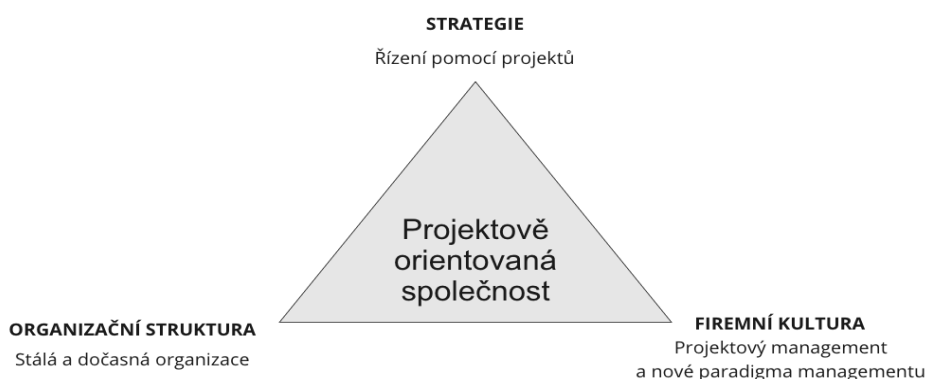 STRATEGIE
Řízení pomocí projektů
Projektově
orientovaná
společnost
ORGANIZAČNÍ STRUKTURA
Stálá a dočasná organizace
FIREMNÍ KULTURA
Projektový management
a nové paradigma managementu